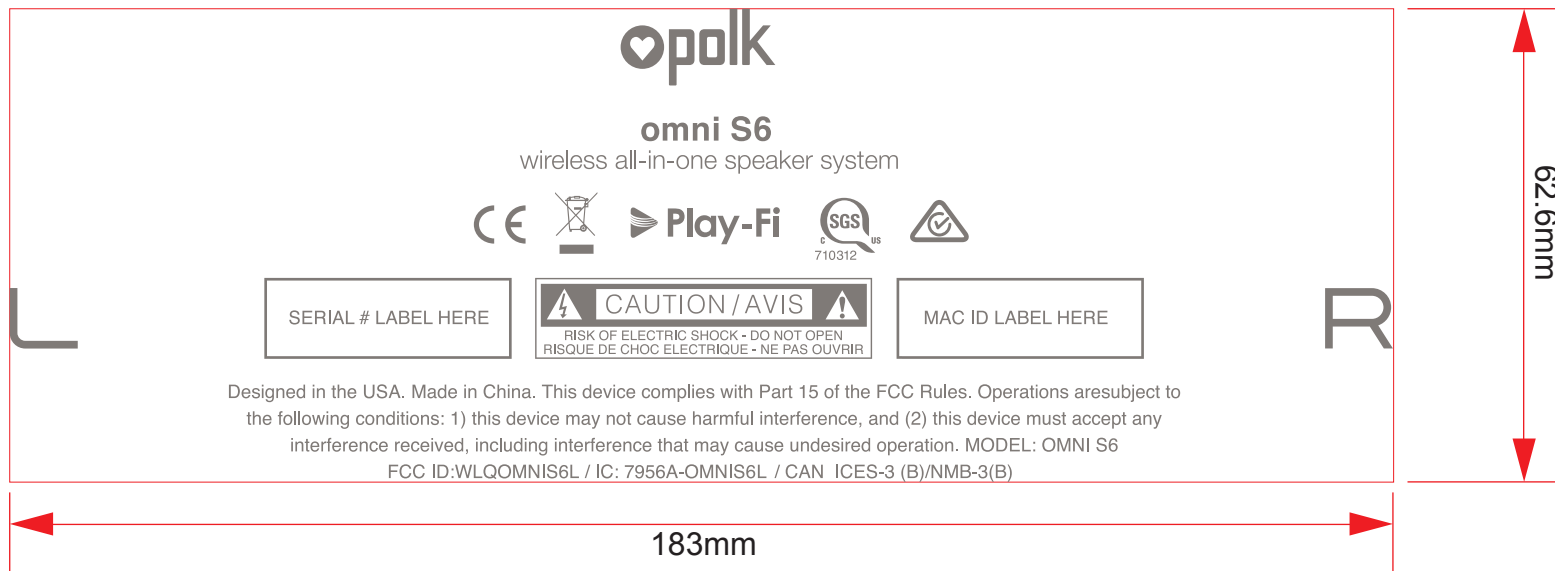 polk
omni S6
wireless all-in-one speaker system
CE Play-Fi SGS
C US
710312
L R
SERIAL # LABEL HERE
CAUTION / AVIS
RISK OF ELECTRIC SHOCK - DO NOT OPEN
RISQUE DE CHOC ELECTRIQUE - NE PAS OUVRIR
MAC ID LABEL HERE
Designed in the USA. Made in China. This device complies with Part 15 of the FCC Rules. Operations aresubject to
the following conditions: 1) this device may not cause harmful interference, and (2) this device must accept any
interference received, including interference that may cause undesired operation. MODEL: OMNI S6
FCC ID:WLQOMNIS6L / IC: 7956A-OMNIS6L / CAN ICES-3 (B)/NMB-3(B)
183mm
62.6mm